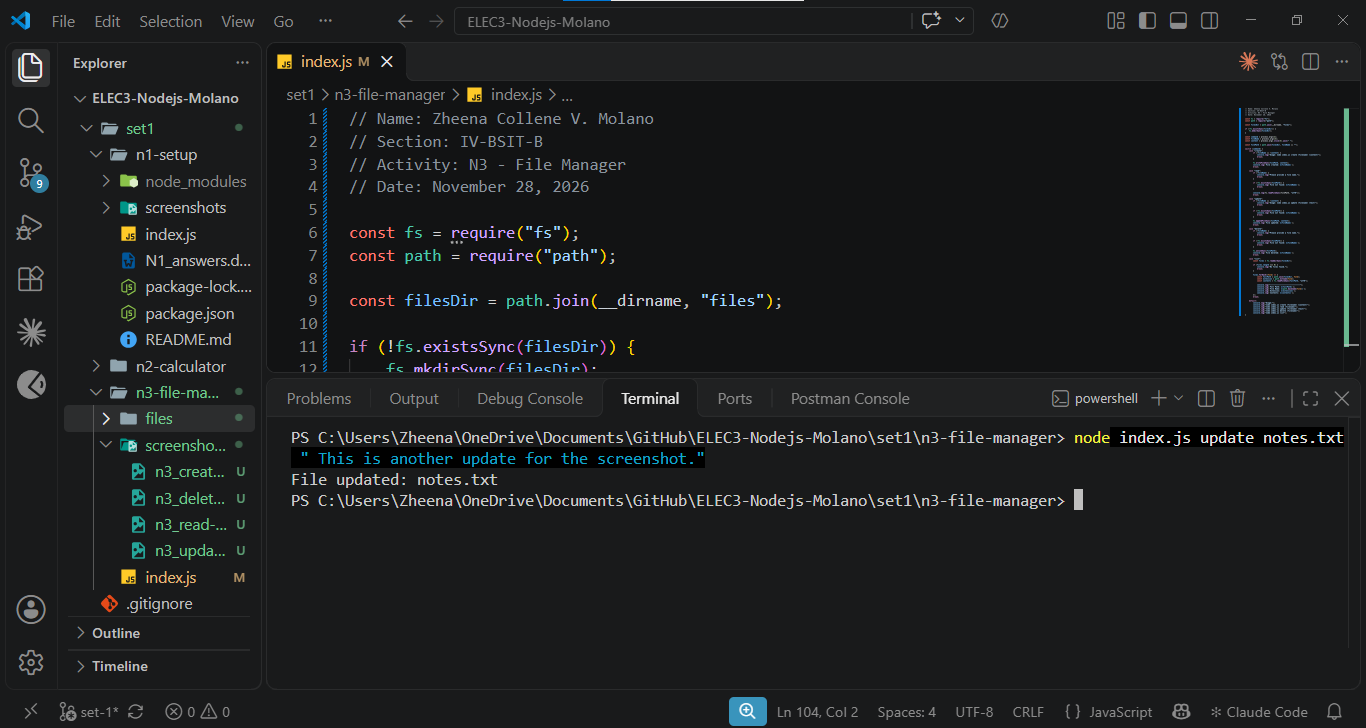 File Edit Selection View Go ··· ELEC3-Nodejs-Molano
Explorer ···
ELEC3-Nodejs-Molano
set1
n1-setup
node_modules
screenshots
index.js
N1_answers.d...
package-lock....
package.json
README.md
n2-calculator
n3-file-ma...
files
screensho...
n3_creat... U
n3_delet... U
n3_read-... U
n3_upda... U
index.js M
.gitignore
Outline
Timeline
9
JS index.js M
set1 > n3-file-manager > JS index.js > ...
1 // Name: Zheena Collene V. Molano
2 // Section: IV-BSIT-B
3 // Activity: N3 - File Manager
4 // Date: November 28, 2026
5
6 const fs = require("fs");
7 const path = require("path");
8
9 const filesDir = path.join(__dirname, "files");
10
11 if (!fs.existsSync(filesDir)) {
12 fs.mkdirSync(filesDir);
Problems Output Debug Console Terminal Ports Postman Console powershell
PS C:\Users\Zheena\OneDrive\Documents\GitHub\ELEC3-Nodejs-Molano\set1\n3-file-manager> node index.js update notes.txt
" This is another update for the screenshot."
File updated: notes.txt
PS C:\Users\Zheena\OneDrive\Documents\GitHub\ELEC3-Nodejs-Molano\set1\n3-file-manager>
set-1* 0 0 Ln 104, Col 2 Spaces: 4 UTF-8 CRLF { } JavaScript Claude Code